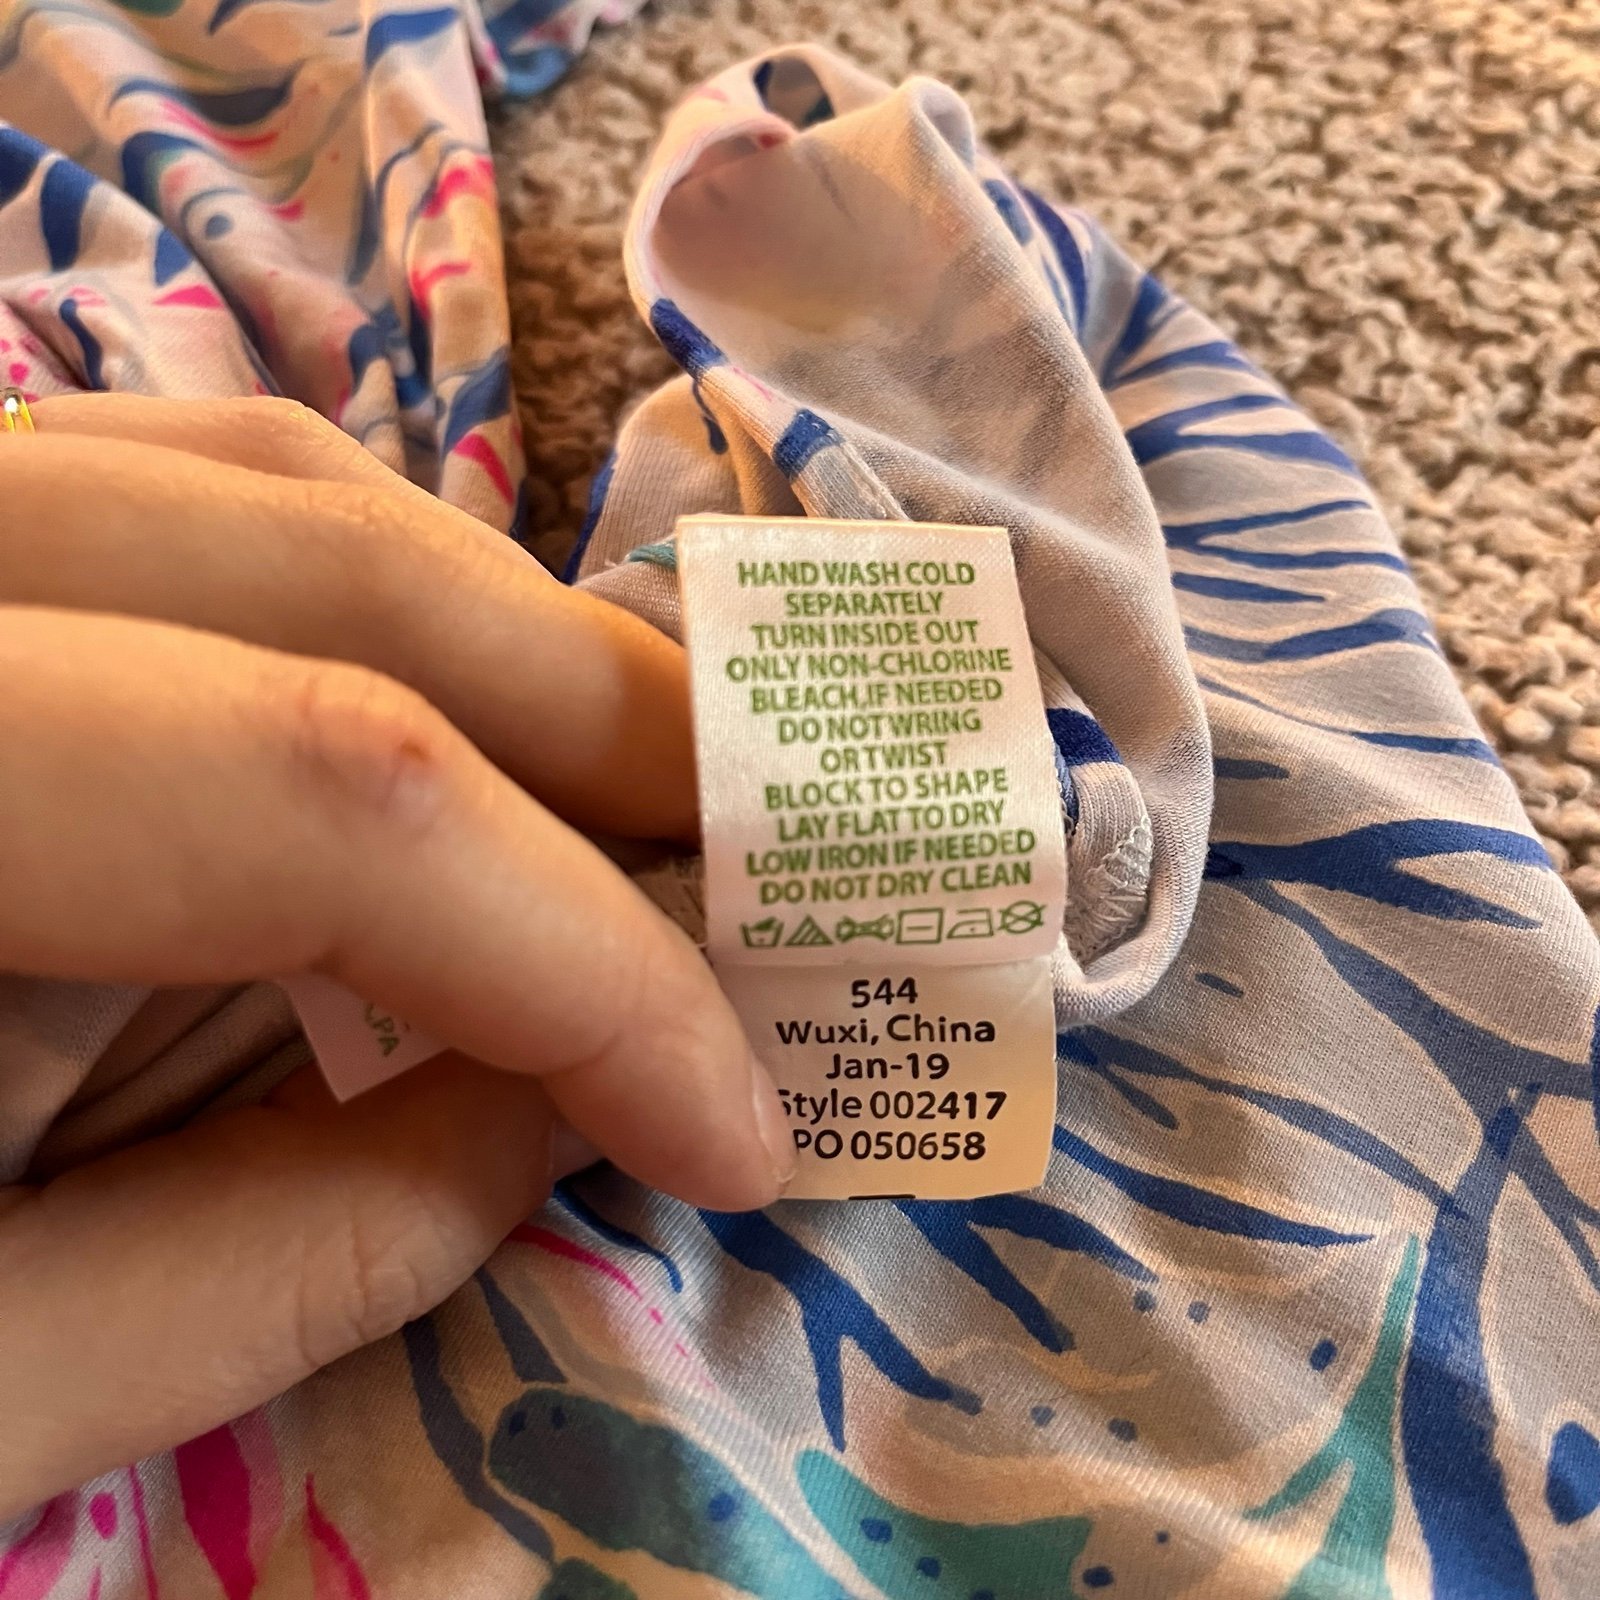 HAND WASH COLD
SEPARATELY
TURN INSIDE OUT
ONLY NON-CHLORINE
BLEACH,IF NEEDED
DO NOT WRING
OR TWIST
BLOCK TO SHAPE
LAY FLAT TO DRY
LOW IRON IF NEEDED
DO NOT DRY CLEAN
544
Wuxi, China
Jan-19
Style 002417
PO 050658